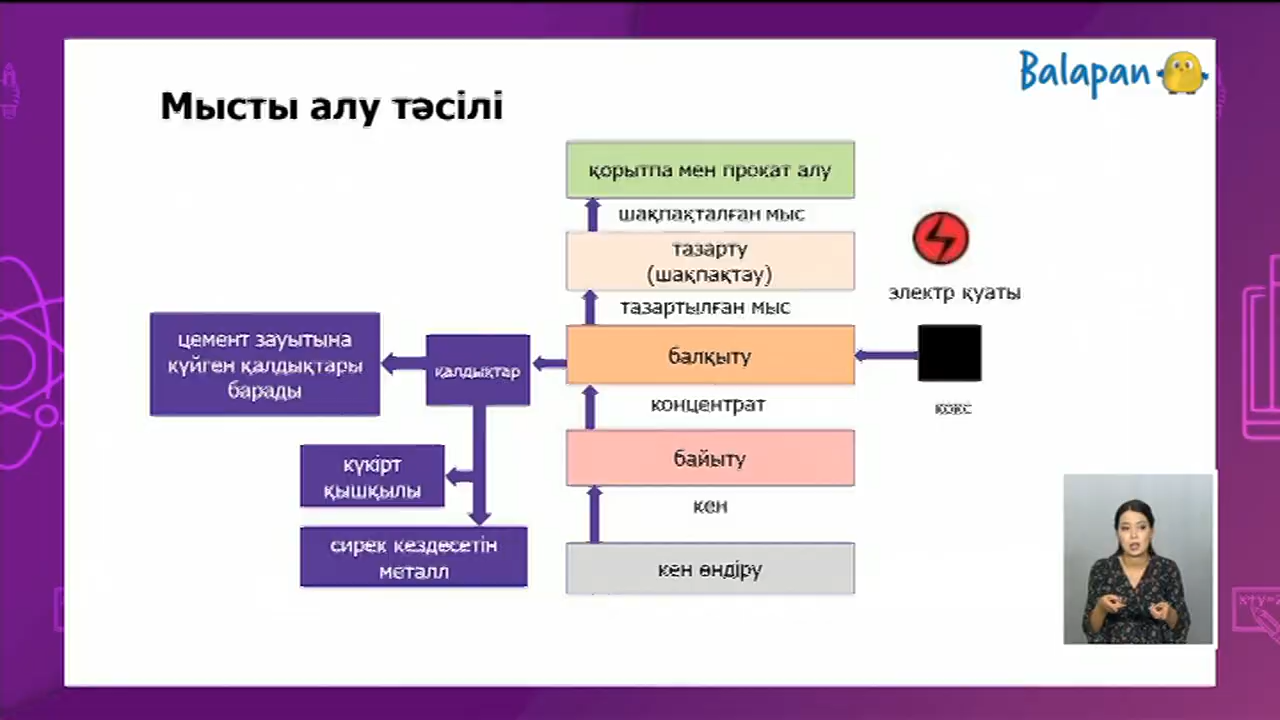 Balapan
Мысты алу тәсілі
қорытпа мен прокат алу
шақпақталған мыс
тазарту
(шақпақтау)
электр қуаты
тазартылған мыс
цемент зауытына
күйген қалдықтары
барады
қалдықтар
балқыту
концентрат
кокс
күкірт
қышқылы
байыту
кен
сирек кездесетін
металл
кен өндіру